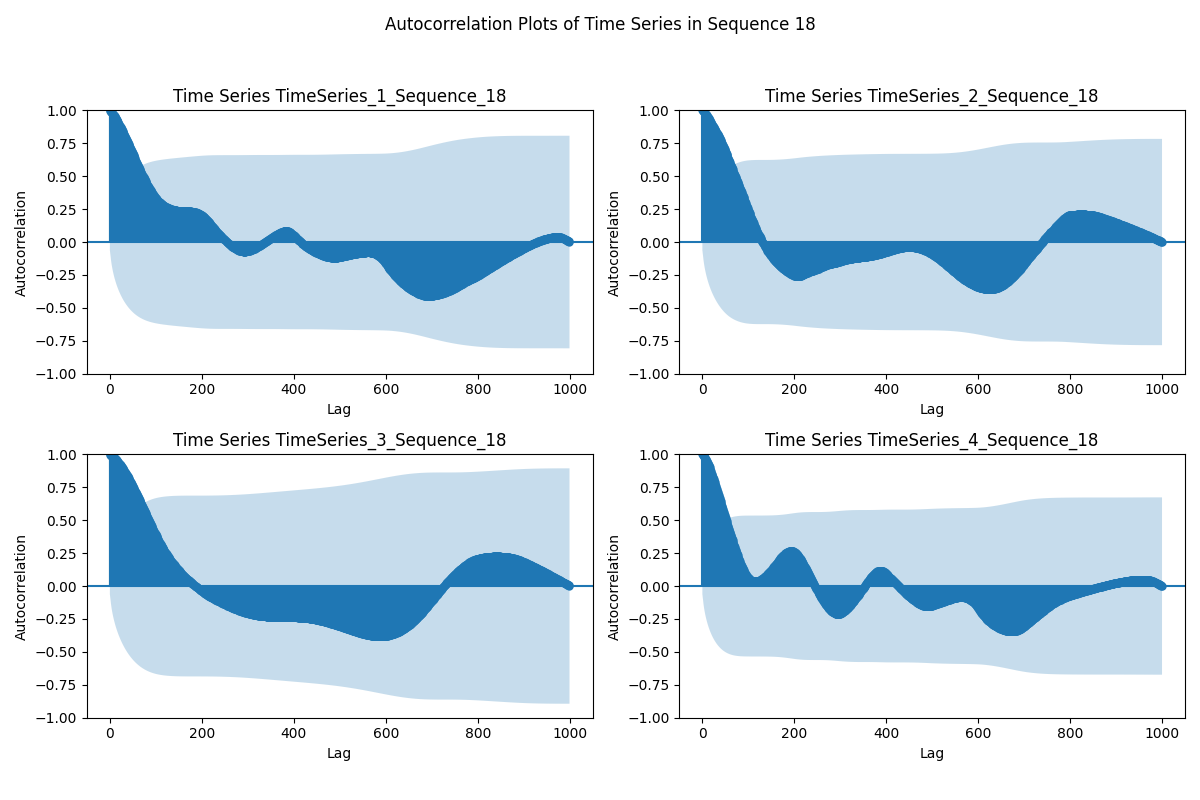 Autocorrelation Plots of Time Series in Sequence 18
Time Series TimeSeries_1_Sequence_18
1.00
0.75
0.50
0.25
0.00
−0.25
−0.50
−0.75
−1.00
Autocorrelation
0 200 400 600 800 1000
Lag
Time Series TimeSeries_2_Sequence_18
1.00
0.75
0.50
0.25
0.00
−0.25
−0.50
−0.75
−1.00
Autocorrelation
0 200 400 600 800 1000
Lag
Time Series TimeSeries_3_Sequence_18
1.00
0.75
0.50
0.25
0.00
−0.25
−0.50
−0.75
−1.00
Autocorrelation
0 200 400 600 800 1000
Lag
Time Series TimeSeries_4_Sequence_18
1.00
0.75
0.50
0.25
0.00
−0.25
−0.50
−0.75
−1.00
Autocorrelation
0 200 400 600 800 1000
Lag